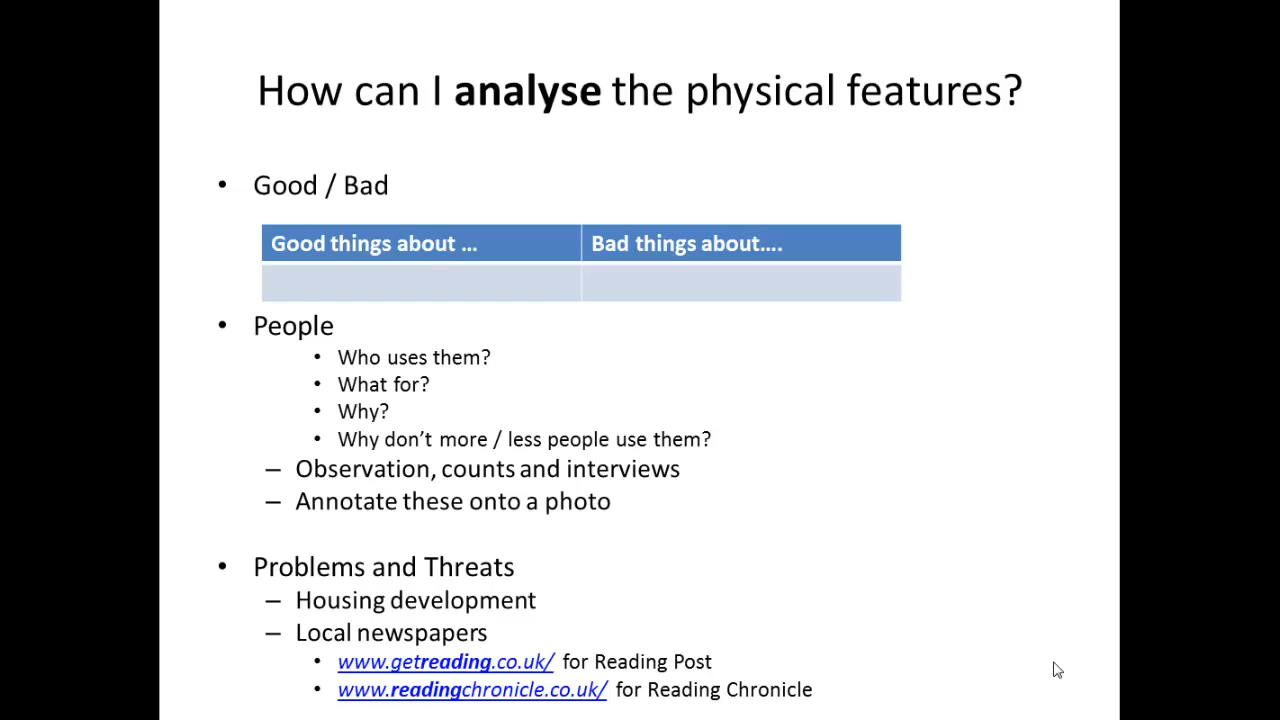 How can I analyse the physical features?
• Good / Bad
Good things about ... Bad things about....
• People
• Who uses them?
• What for?
• Why?
• Why don't more / less people use them?
– Observation, counts and interviews
– Annotate these onto a photo
• Problems and Threats
– Housing development
– Local newspapers
• www.getreading.co.uk/ for Reading Post
• www.readingchronicle.co.uk/ for Reading Chronicle